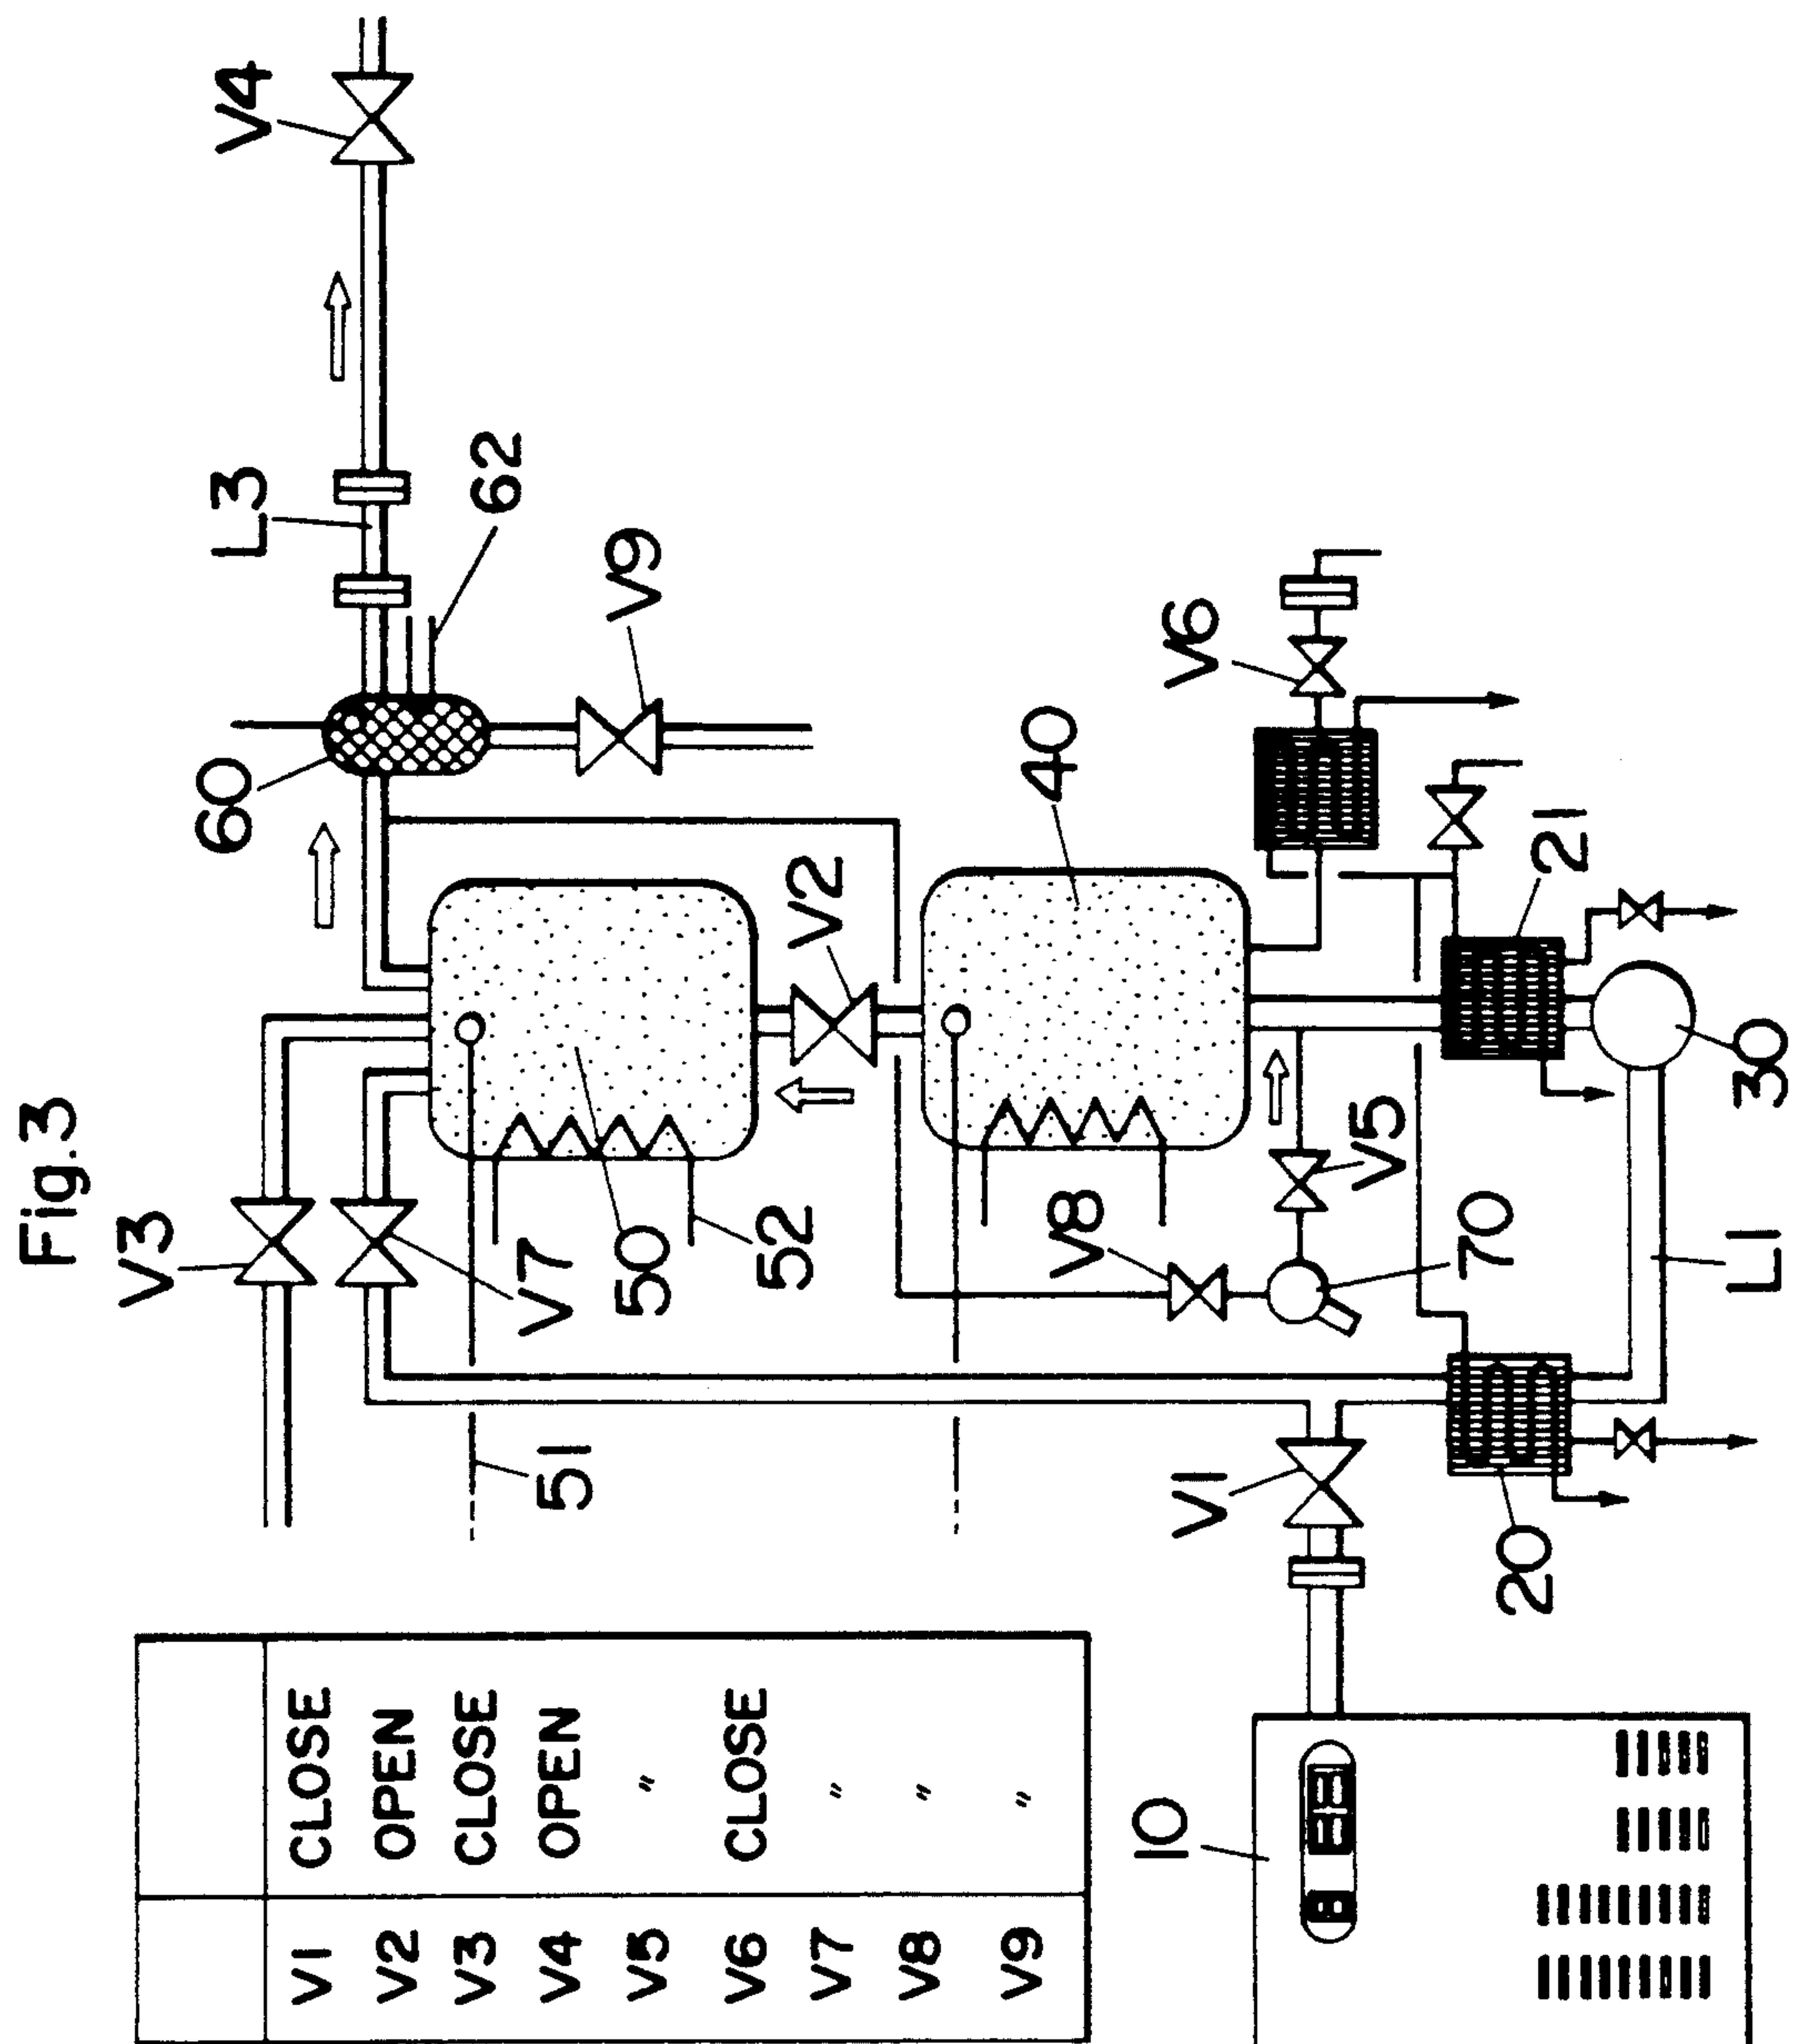 Fig.3
V1 CLOSE
V2 OPEN
V3 CLOSE
V4 OPEN
V5 〃
V6 CLOSE
V7 〃
V8 〃
V9 〃
V3
60
L3
V4
62
V7
51
V9
50
52
V2
40
V8
10
V6
V1
V5
70
20
21
L1
30